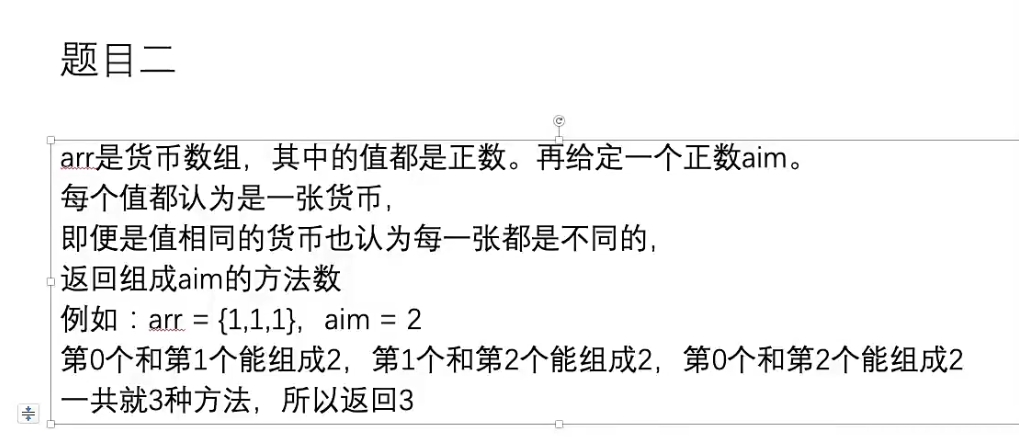 题目二
arr是货币数组，其中的值都是正数。再给定一个正数aim。
每个值都认为是一张货币，
即便是值相同的货币也认为每一张都是不同的，
返回组成aim的方法数
例如：arr = {1,1,1}，aim = 2
第0个和第1个能组成2，第1个和第2个能组成2，第0个和第2个能组成2
一共就3种方法，所以返回3